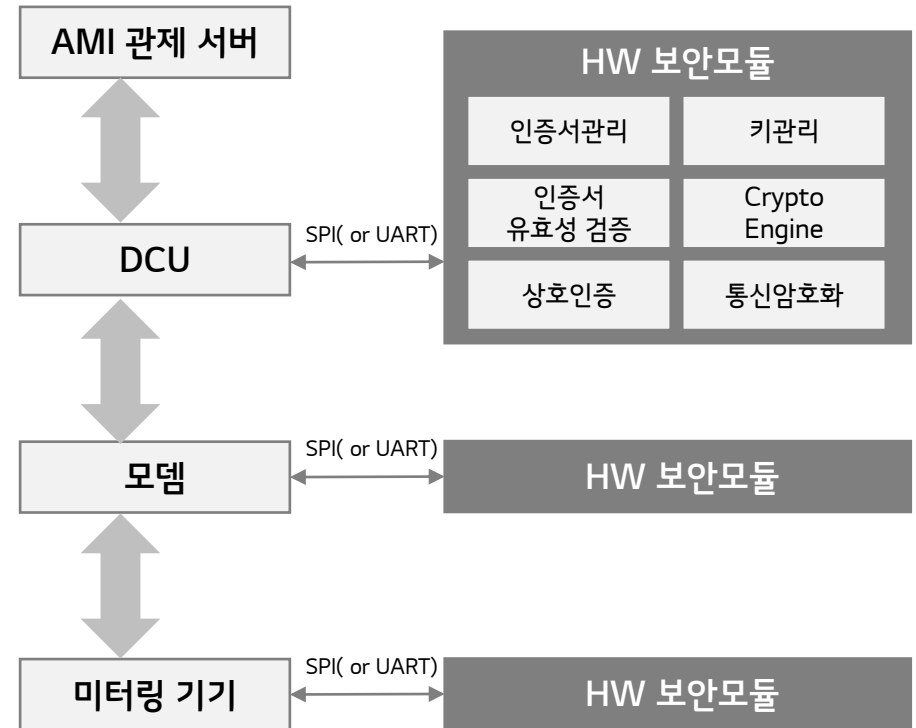 AMI 관제 서버
HW 보안모듈
인증서관리
키관리
인증서
유효성 검증
Crypto
Engine
상호인증
통신암호화
DCU
SPI( or UART)
모뎀
SPI( or UART)
HW 보안모듈
미터링 기기
SPI( or UART)
HW 보안모듈